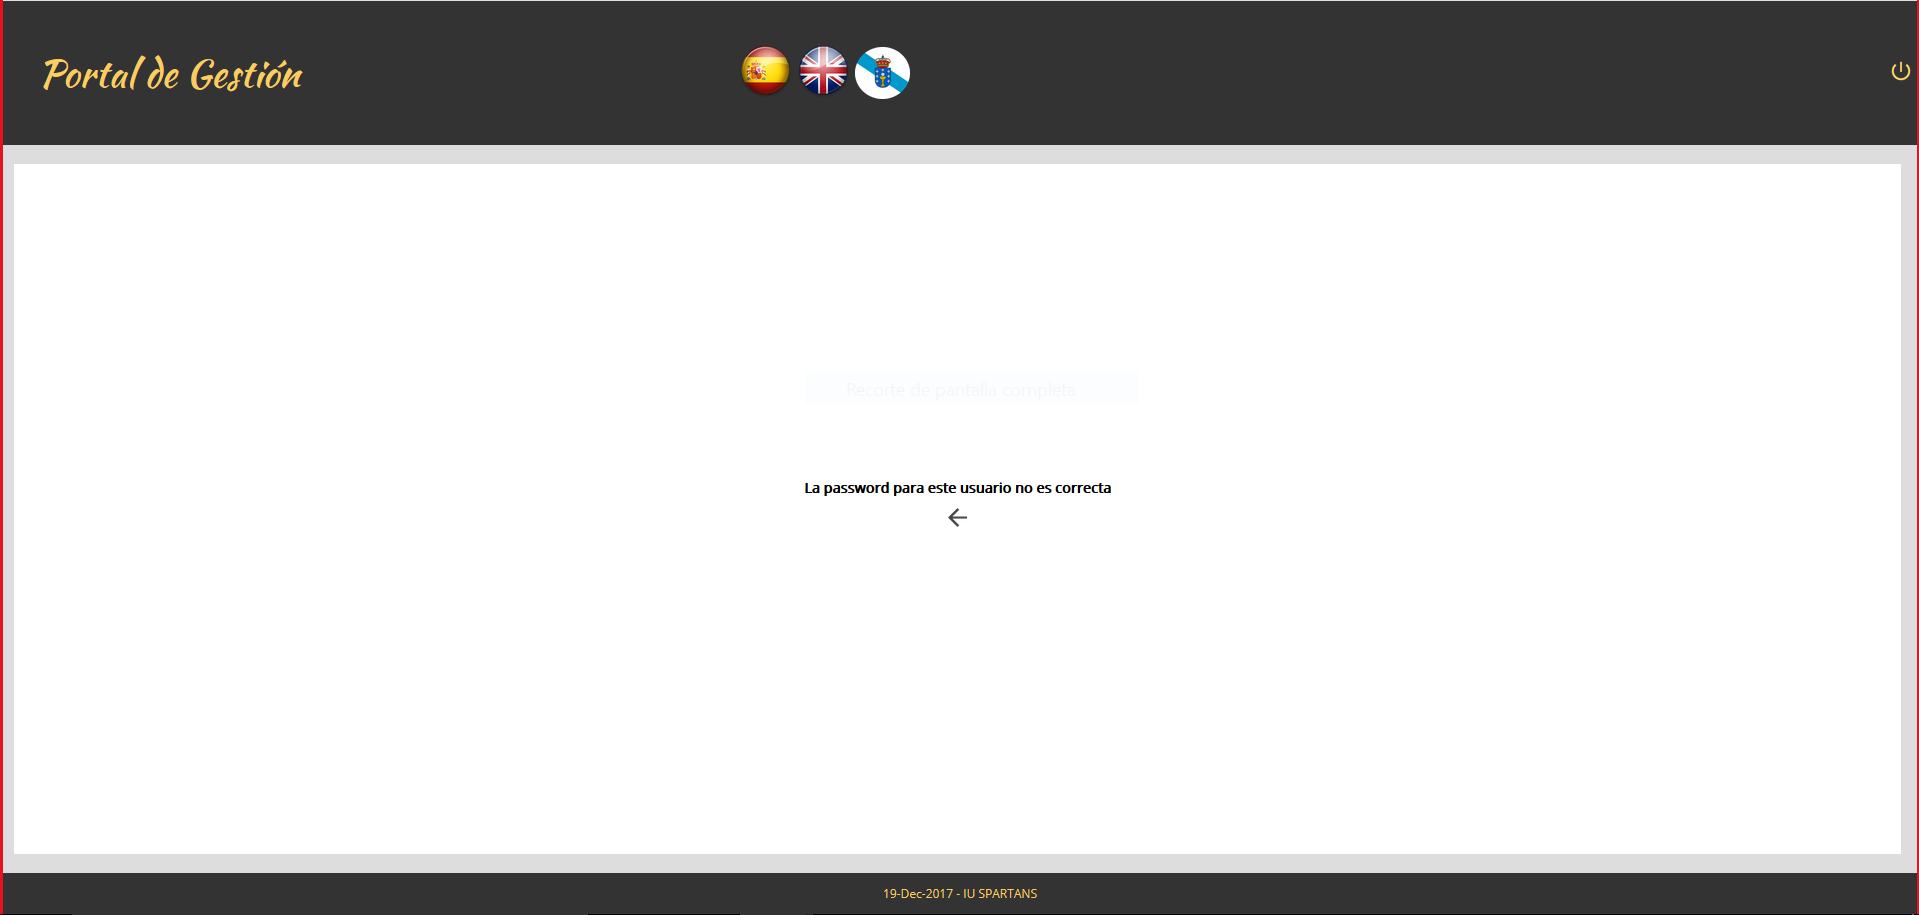 Portal de Gestión
Recorte de pantalla completa
La password para este usuario no es correcta
19-Dec-2017 - IU SPARTANS